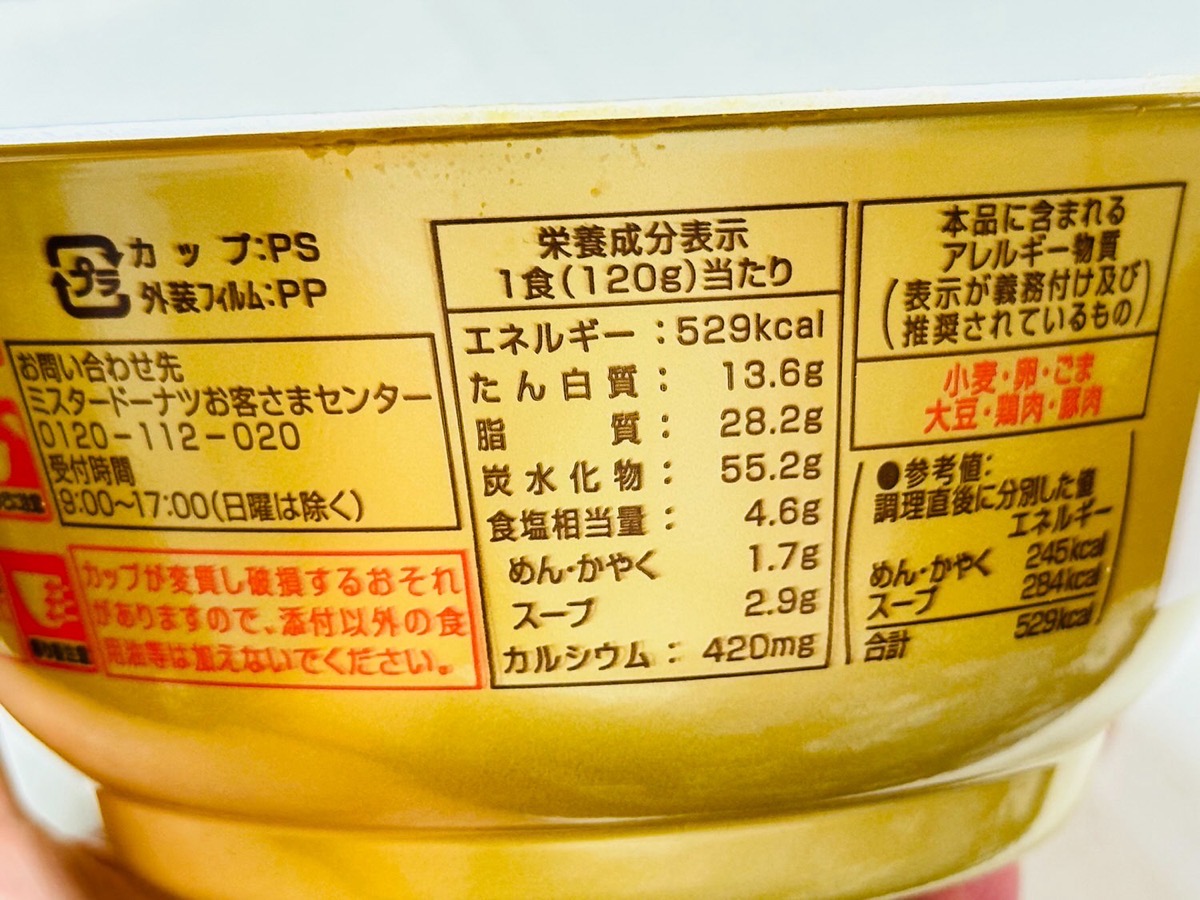 プラ
カップ:PS
外装フィルム:PP
お問い合わせ先
ミスタードーナツお客さまセンター
0120-112-020
受付時間
9:00~17:00(日曜は除く)
カップが変質し破損するおそれ
がありますので、添付以外の食
用油等は加えないでください。
栄養成分表示
1食(120g)当たり
エネルギー:529kcal
たん白質: 13.6g
脂質: 28.2g
炭水化物: 55.2g
食塩相当量: 4.6g
めん・かやく 1.7g
スープ 2.9g
カルシウム: 420mg
本品に含まれる
アレルギー物質
(表示が義務付け及び
推奨されているもの)
小麦・卵・ごま
大豆・鶏肉・豚肉
●参考値:
調理直後に分別した値
エネルギー
めん・かやく 245kcal
スープ 284kcal
合計 529kcal